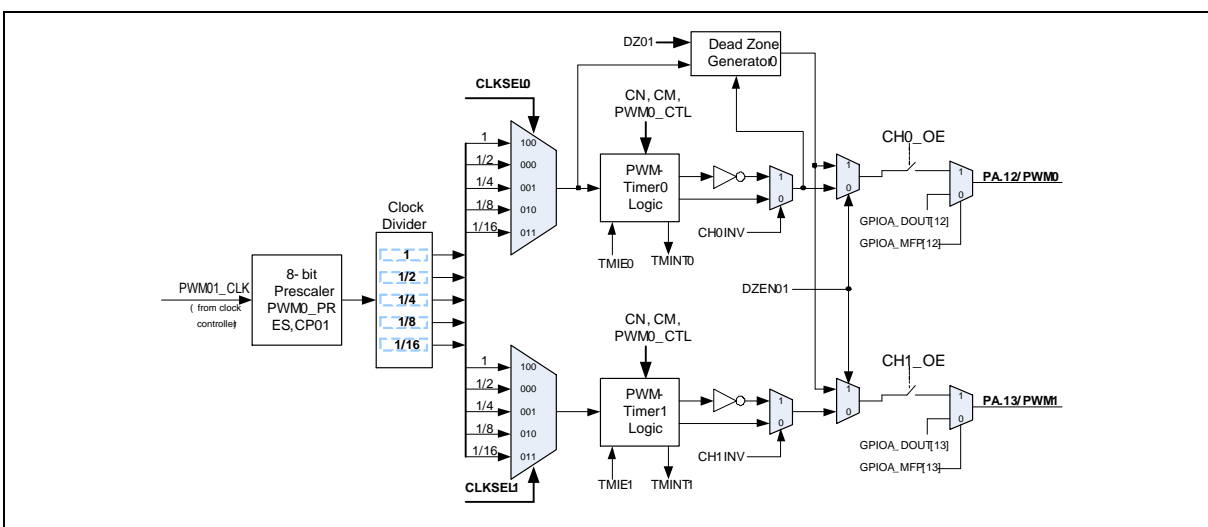 DZ01
Dead Zone
Generator0
CLKSEL0
CN, CM,
PWM0_CTL
1
1/2
1/4
1/8
1/16
100
000
001
010
011
PWM-
Timer0
Logic
1
0
CH0INV
TMIE0
TMINT0
1
0
CH0_OE
1
0
PA.12/PWM0
GPIOA_DOUT[12]
GPIOA_MFP[12]
Clock
Divider
1
1/2
1/4
1/8
1/16
PWM01_CLK
( from clock
controller)
8- bit
Prescaler
PWM0_PR
ES,CP01
DZEN01
CN, CM,
PWM0_CTL
1
1/2
1/4
1/8
1/16
100
000
001
010
011
CLKSEL1
PWM-
Timer1
Logic
1
0
CH1INV
TMIE1
TMINT1
1
0
CH1_OE
1
0
PA.13/PWM1
GPIOA_DOUT[13]
GPIOA_MFP[13]